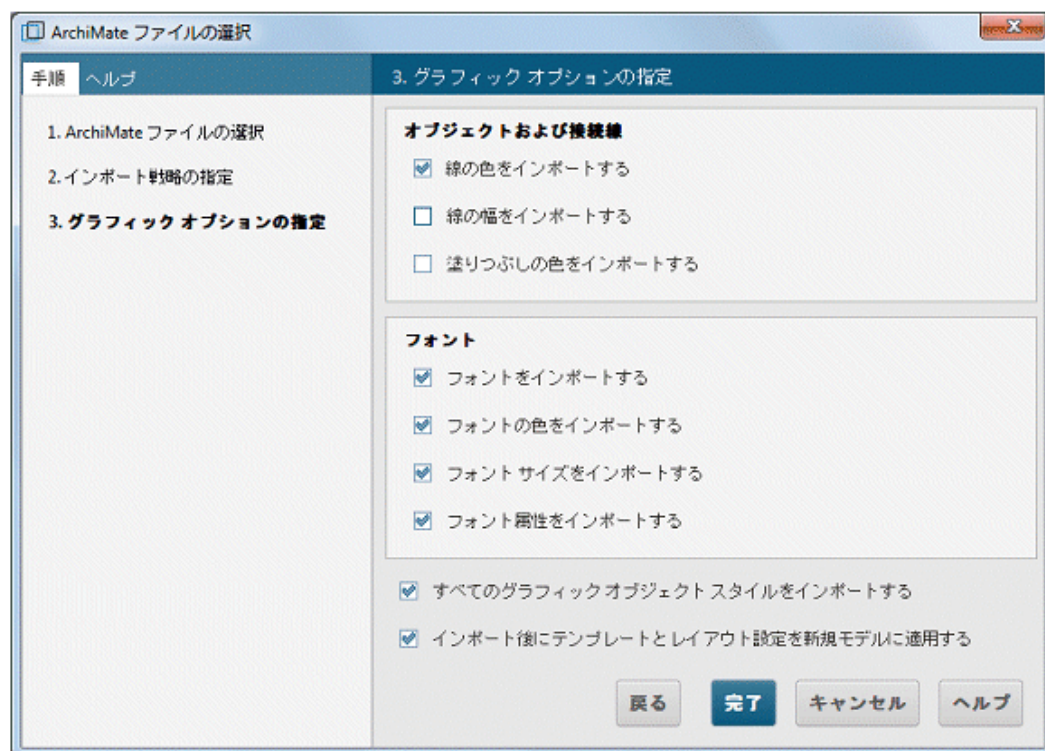 ArchiMate ファイルの選択
手順 ヘルプ
3. グラフィック オプションの指定
1. ArchiMate ファイルの選択
2. インポート戦略の指定
3. グラフィック オプションの指定
オブジェクトおよび接続線
線の色をインポートする
線の幅をインポートする
塗りつぶしの色をインポートする
フォント
フォントをインポートする
フォントの色をインポートする
フォント サイズをインポートする
フォント属性をインポートする
すべてのグラフィック オブジェクト スタイルをインポートする
インポート後にテンプレートとレイアウト設定を新規モデルに適用する
戻る 完了 キャンセル ヘルプ